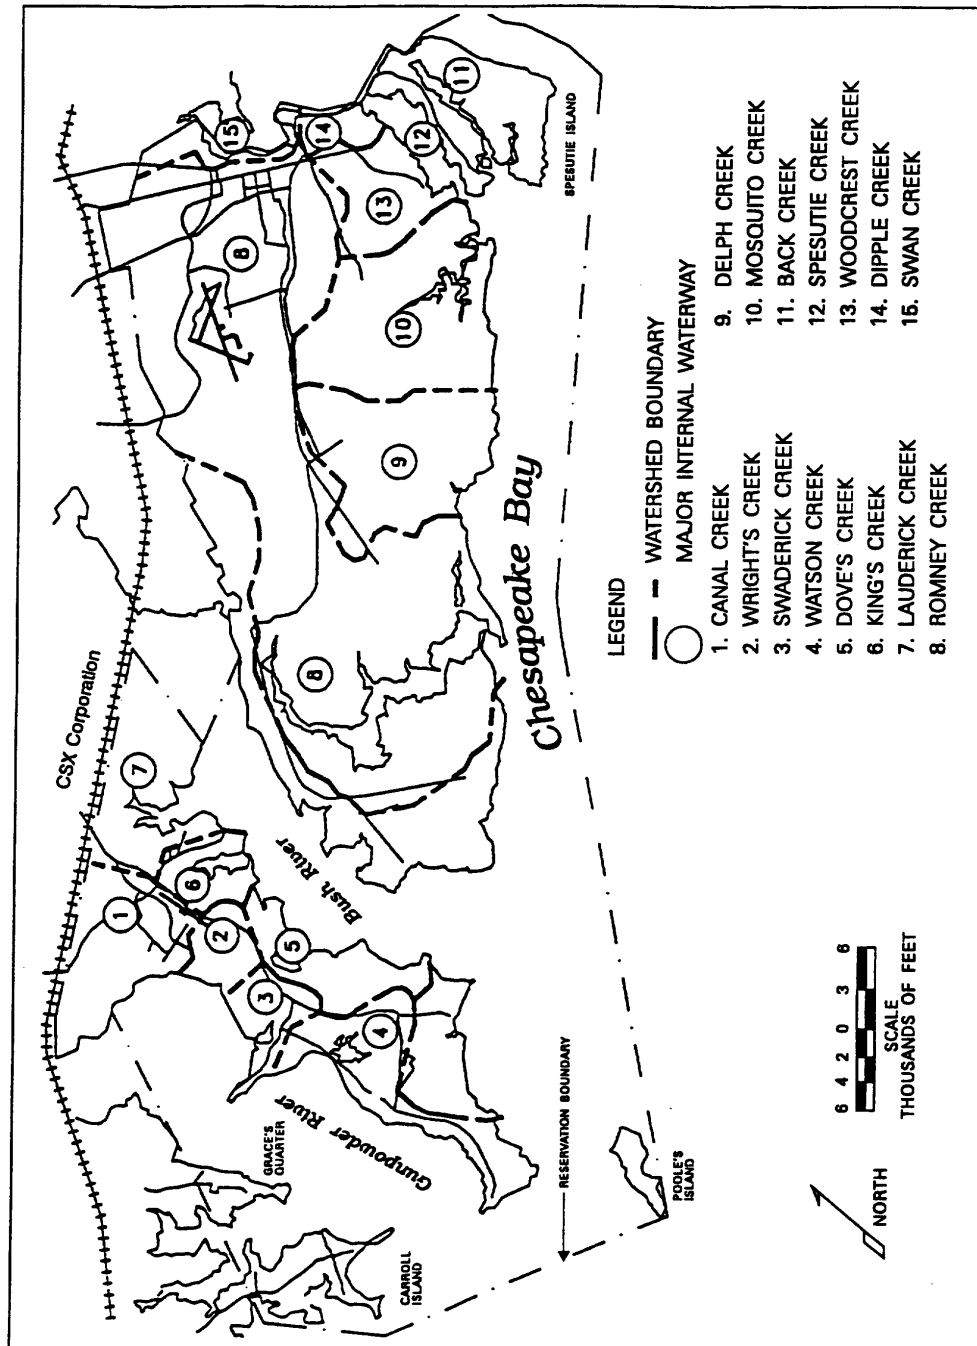 CSX Corporation
15
14
11
12
13
8
10
9
7
8
1
6
2
5
3
4
SPESUTIE ISLAND
Chesapeake Bay
Bush River
Gunpowder River
GRACE'S
QUARTER
CARROLL
ISLAND
RESERVATION BOUNDARY
POOLE'S
ISLAND
LEGEND
WATERSHED BOUNDARY
MAJOR INTERNAL WATERWAY
1. CANAL CREEK
2. WRIGHT'S CREEK
3. SWADERICK CREEK
4. WATSON CREEK
5. DOVE'S CREEK
6. KING'S CREEK
7. LAUDERICK CREEK
8. ROMNEY CREEK
9. DELPH CREEK
10. MOSQUITO CREEK
11. BACK CREEK
12. SPESUTIE CREEK
13. WOODCREST CREEK
14. DIPPLE CREEK
15. SWAN CREEK
NORTH
6 4 2 0 3 6
SCALE
THOUSANDS OF FEET